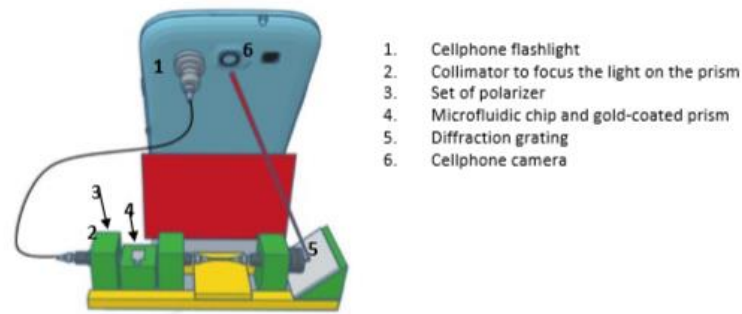 1
6
3
4
2
5
1. Cellphone flashlight
2. Collimator to focus the light on the prism
3. Set of polarizer
4. Microfluidic chip and gold-coated prism
5. Diffraction grating
6. Cellphone camera